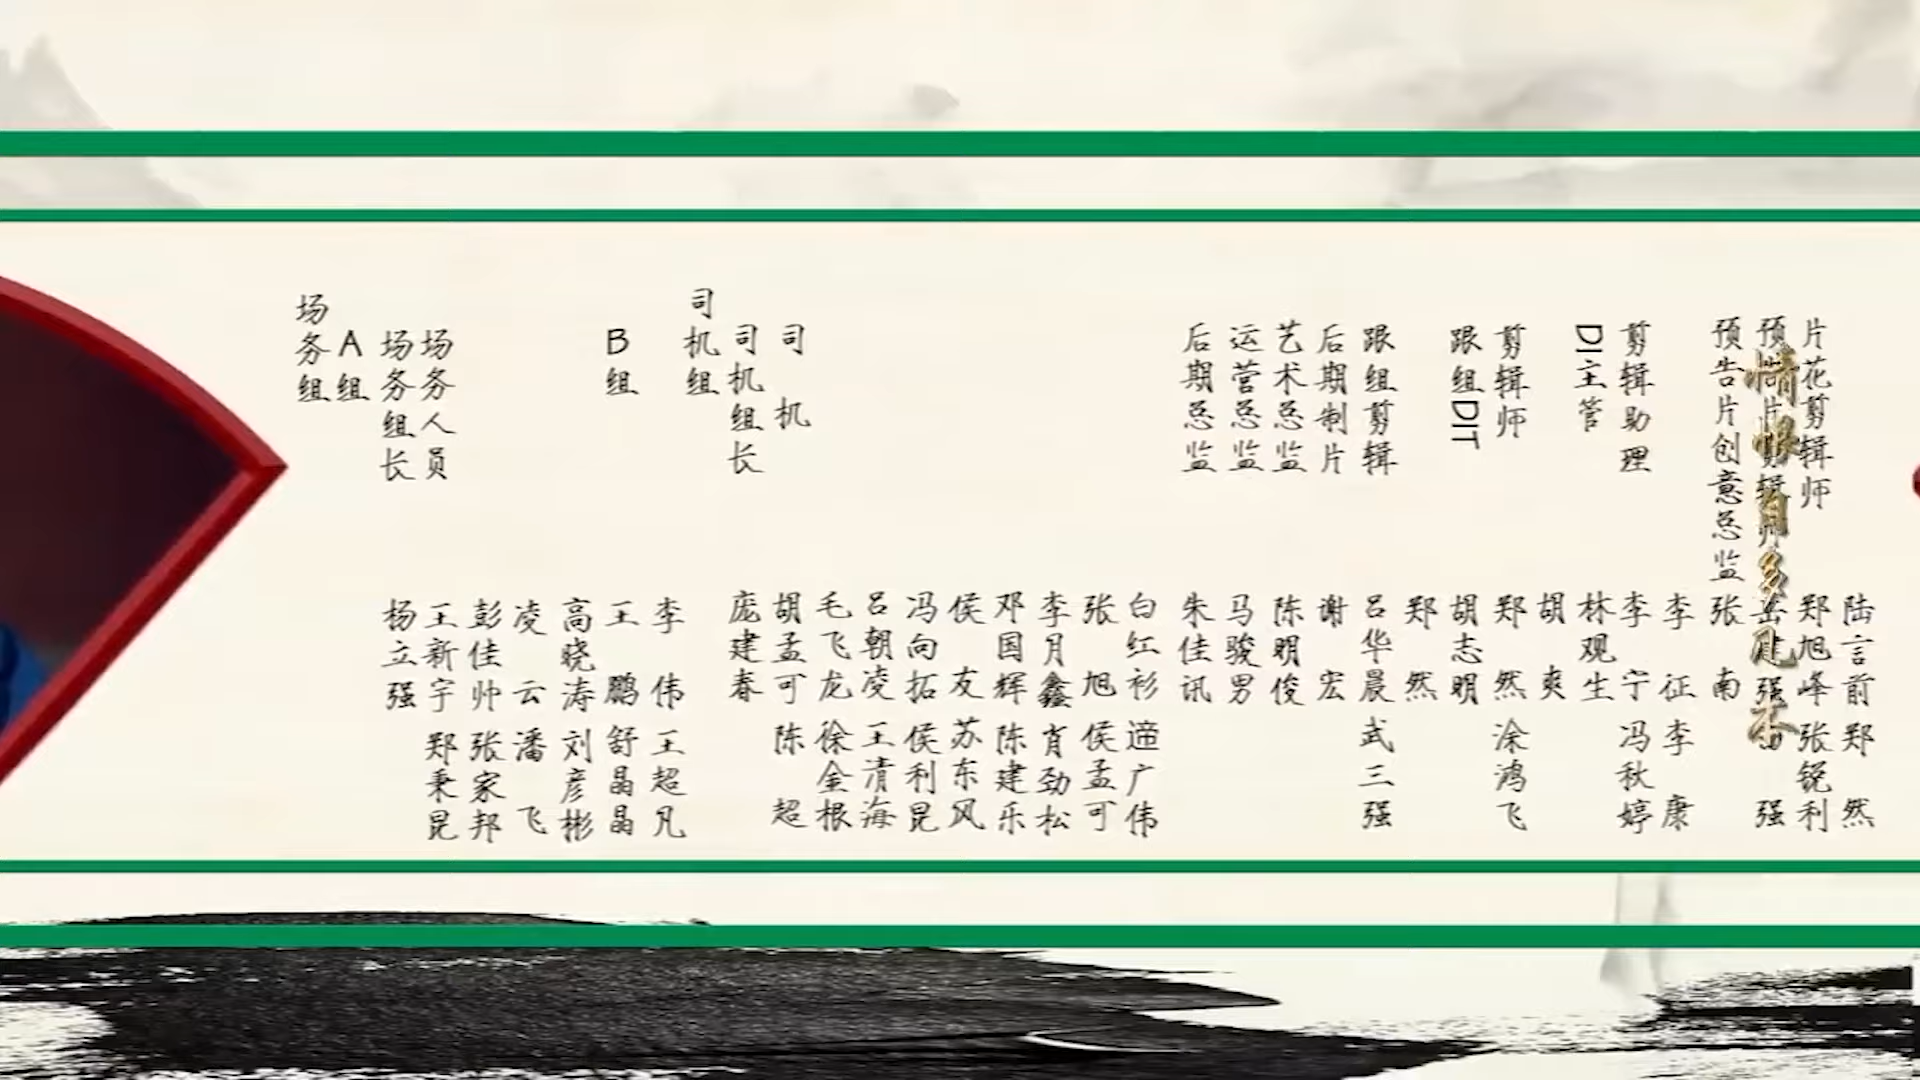 场务组
A组
场务组长 杨立强
场务人员 王新宇 郑秉昆
彭佳帅 张家邦
凌云 潘飞
高晓涛 刘彦彬
B组 王鹏 舒晶晶
李伟 王超凡
司机组
司机组长 庞建春
司机 胡孟可 陈超
毛飞龙 徐金根
吕朝凌 王清海
冯向拓 侯利昆
侯友 苏东风
邓国辉 陈建乐
李月鑫 肖劲松
张旭 侯孟可
白红衫
后期总监 朱佳讯
运营总监 马骏男
艺术总监 陈明俊
后期制片 谢宏
跟组剪辑 吕华晨 武三强
郑然
跟组DIT 胡志明
剪辑师 郑然 涂鸿飞
胡爽
DI主管 林观生
剪辑助理 李宁 冯秋婷
李征 李康
预告片创意总监 张南
预告片剪辑师
片花剪辑师 郑旭峰 张锐利
陆言前 郑然